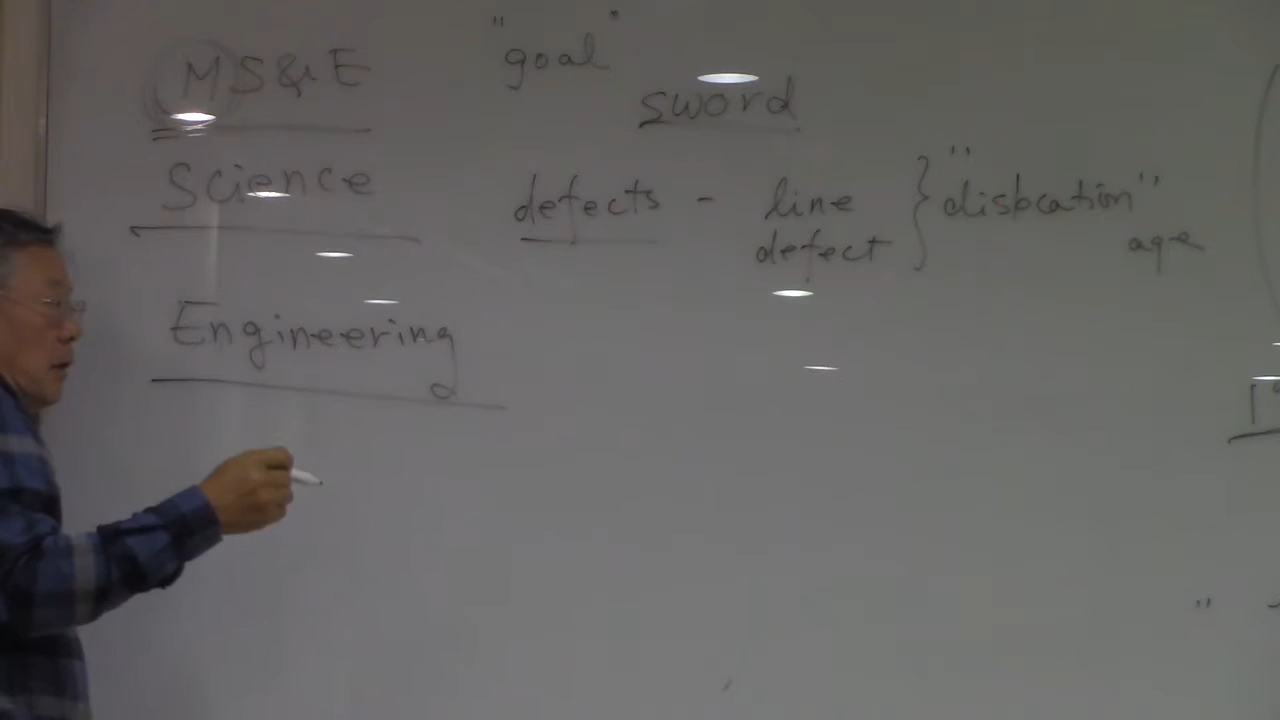 MS&E "goal"
sword
Science
defects - line defect } "dislocation"
age
Engineering